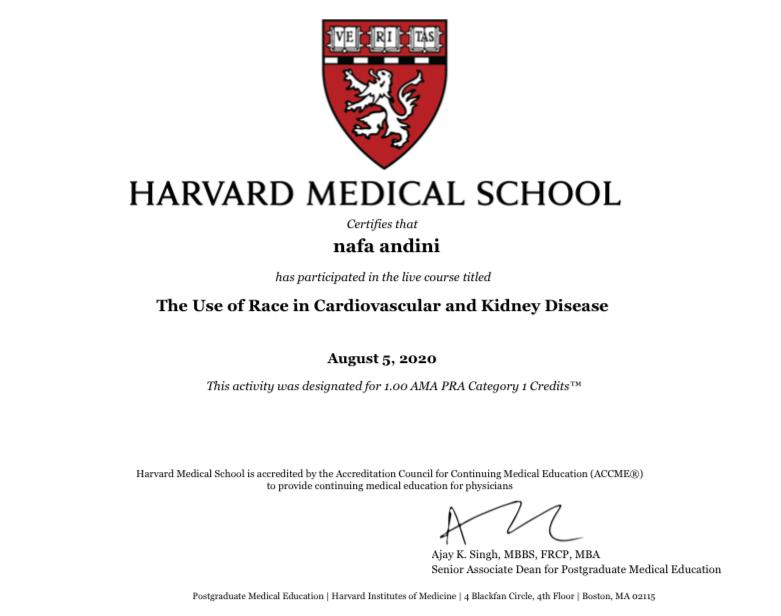 VE RI TAS
HARVARD MEDICAL SCHOOL
Certifies that
nafa andini
has participated in the live course titled
The Use of Race in Cardiovascular and Kidney Disease
August 5, 2020
This activity was designated for 1.00 AMA PRA Category 1 Credits™
Harvard Medical School is accredited by the Accreditation Council for Continuing Medical Education (ACCME®)
to provide continuing medical education for physicians
Ajay K. Singh, MBBS, FRCP, MBA
Senior Associate Dean for Postgraduate Medical Education
Postgraduate Medical Education | Harvard Institutes of Medicine | 4 Blackfan Circle, 4th Floor | Boston, MA 02115